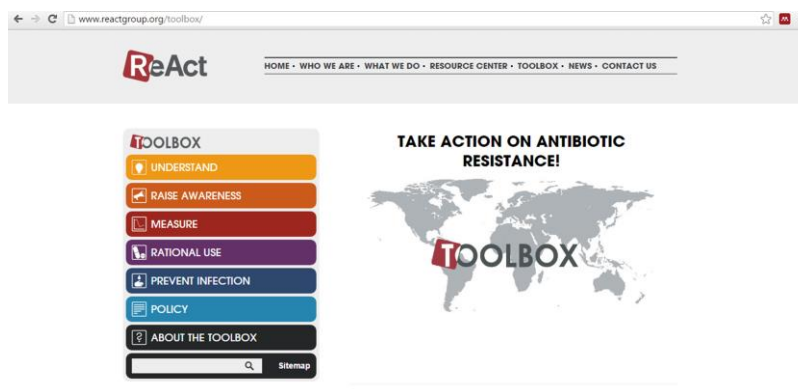 www.reactgroup.org/toolbox/
ReAct
HOME • WHO WE ARE • WHAT WE DO • RESOURCE CENTER • TOOLBOX • NEWS • CONTACT US
TOOLBOX
UNDERSTAND
RAISE AWARENESS
MEASURE
RATIONAL USE
PREVENT INFECTION
POLICY
ABOUT THE TOOLBOX
Sitemap
TAKE ACTION ON ANTIBIOTIC
RESISTANCE!
TOOLBOX